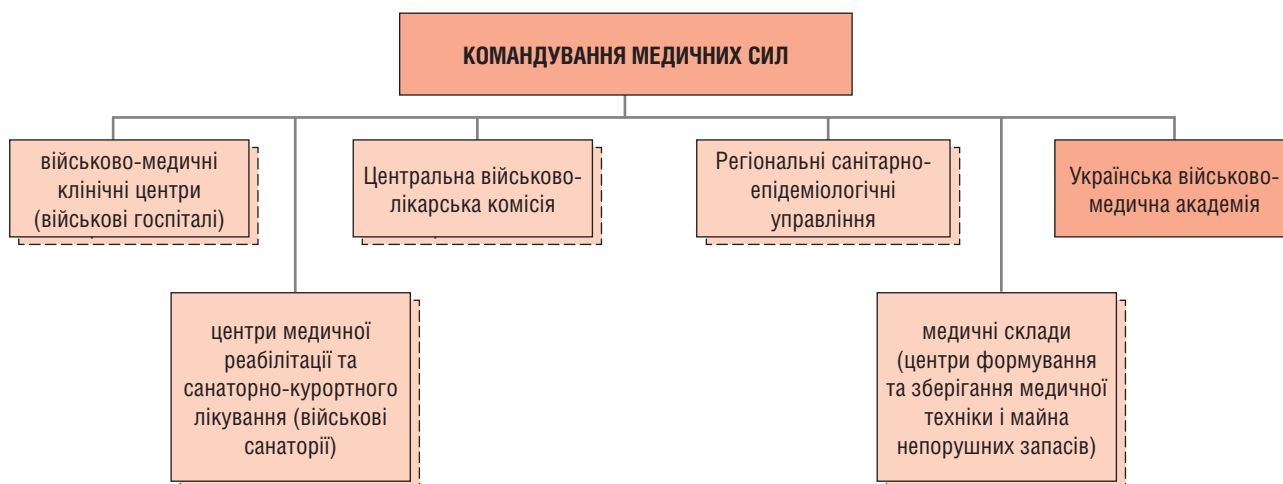 КОМАНДУВАННЯ МЕДИЧНИХ СИЛ
військово-медичні
клінічні центри
(військові госпіталі)
Центральна військово-
лікарська комісія
Регіональні санітарно-
епідеміологічні
управління
Українська військово-
медична академія
центри медичної
реабілітації та
санаторно-курортного
лікування (військові
санаторії)
медичні склади
(центри формування
та зберігання медичної
техніки і майна
непорушних запасів)